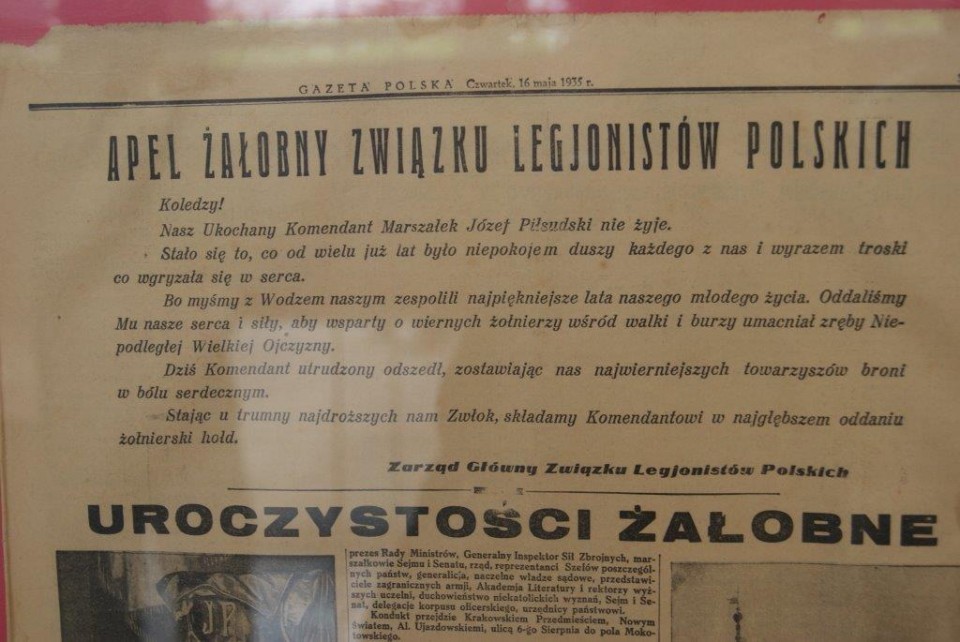 GAZETA POLSKA Czwartek, 16 maja 1935 r.
APEL ŻAŁOBNY ZWIĄZKU LEGJONISTÓW POLSKICH
Koledzy!
Nasz Ukochany Komendant Marszałek Józef Piłsudski nie żyje.
Stało się to, co od wielu już lat było niepokojem duszy każdego z nas i wyrazem troski
co wgryzała się w serca.
Bo myśmy z Wodzem naszym zespolili najpiękniejsze lata naszego młodego życia. Oddaliśmy
Mu nasze serca i siły, aby wsparty o wiernych żołnierzy wśród walki i burzy umacniał zręby Nie-
podległej Wielkiej Ojczyzny.
Dziś Komendant utrudzony odszedł, zostawiając nas najwierniejszych towarzyszów broni
w bólu serdecznym.
Stając u trumny najdroższych nam Zwłok, składamy Komendantowi w najgłębszem oddaniu
żołnierski hołd.
Zarząd Główny Związku Legjonistów Polskich
UROCZYSTOŚCI ŻAŁOBNE
prezes Rady Ministrów, Generalny Inspektor Sił Zbrojnych, mar-
szałkowie Sejmu i Senatu, rząd, reprezentanci Szefów poszczegól-
nych państw, generalicja, naczelne władze sądowe, przedstawi-
ciele zagranicznych armji, Akademja Literatury i rektorzy wyż-
szych uczelni, duchowieństwo niekatolickich wyznań, Sejm i Se-
nat, delegacje korpusu oficerskiego, urzędnicy państwowi.
Kondukt przejdzie Krakowskiem Przedmieściem, Nowym
Światem, Al. Ujazdowskiemi, ulicą 6-go Sierpnia do pola Moko-
towskiego.
JP